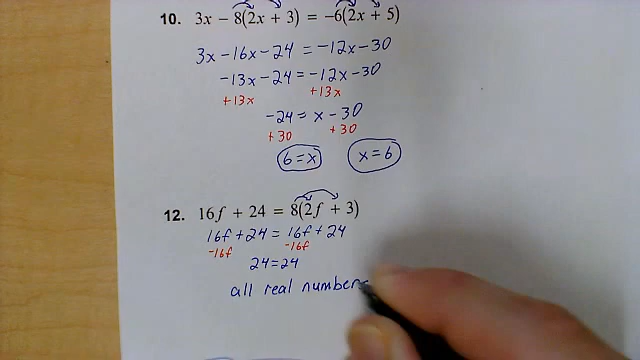 10. 3x - 8(2x + 3) = -6(2x + 5)
3x-16x-24 = -12x-30
-13x-24 = -12x-30
+13x +13x
-24 = x - 30
+30 +30
6 = x x = 6
12. 16f + 24 = 8(2f + 3)
16f+24 = 16f+24
-16f -16f
24=24
all real numbers